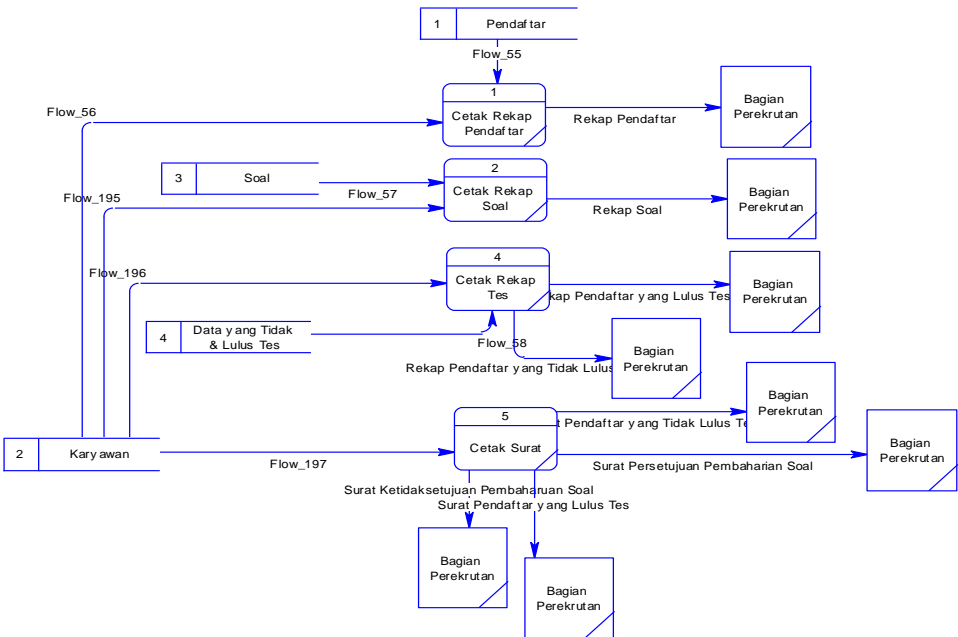 1 Pendaftar
Flow_55
1
Cetak Rekap
Pendaftar
Rekap Pendaftar
Bagian
Perekrutan
Flow_56
3 Soal
Flow_57
2
Cetak Rekap
Soal
Rekap Soal
Bagian
Perekrutan
Flow_195
Flow_196
4
Cetak Rekap
Tes
kap Pendaftar yang Lulus Tes
Bagian
Perekrutan
4 Data yang Tidak
& Lulus Tes
Flow_58
Rekap Pendaftar yang Tidak Lulus
Bagian
Perekrutan
5
Cetak Surat
t Pendaftar yang Tidak Lulus Te
Bagian
Perekrutan
2 Karyawan
Flow_197
Surat Persetujuan Pembaharian Soal
Bagian
Perekrutan
Surat Ketidaksetujuan Pembaharuan Soal
Surat Pendaftar yang Lulus Tes
Bagian
Perekrutan
Bagian
Perekrutan